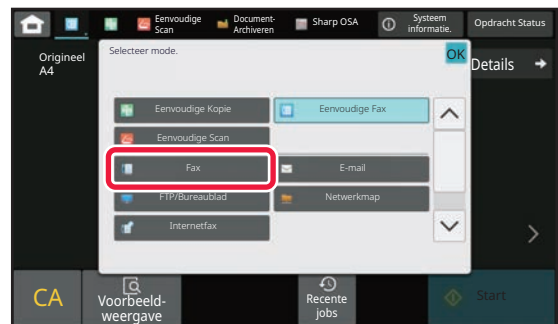 Eenvoudige
Scan
Document-
Archiveren
Sharp OSA
Systeem
informatie.
Opdracht Status
Origineel
A4
Selecteer mode.
OK
Details
Eenvoudige Kopie
Eenvoudige Fax
Eenvoudige Scan
Fax
E-mail
FTP/Bureaublad
Netwerkmap
Internetfax
CA
Voorbeeld-
weergave
Recente
jobs
Start